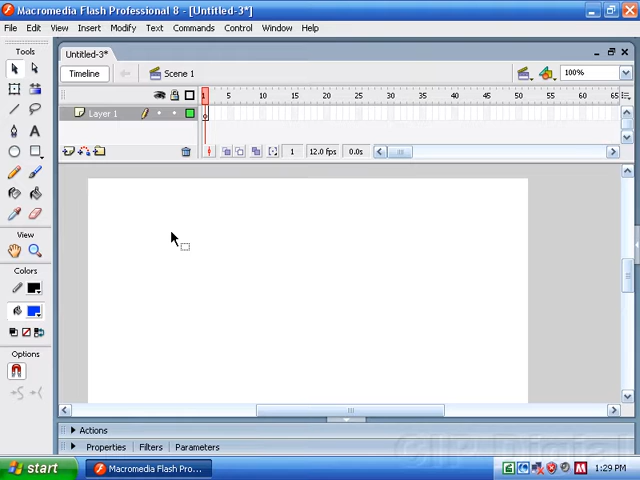 Macromedia Flash Professional 8 - [Untitled-3*]
File Edit View Insert Modify Text Commands Control Window Help
Tools
Untitled-3*
Timeline Scene 1 100%
1 5 10 15 20 25 30 35 40 45 50 55 60 65
Layer 1
1 12.0 fps 0.0s
View
Colors
Options
Actions
Properties Filters Parameters
start Macromedia Flash Pro... 1:29 PM